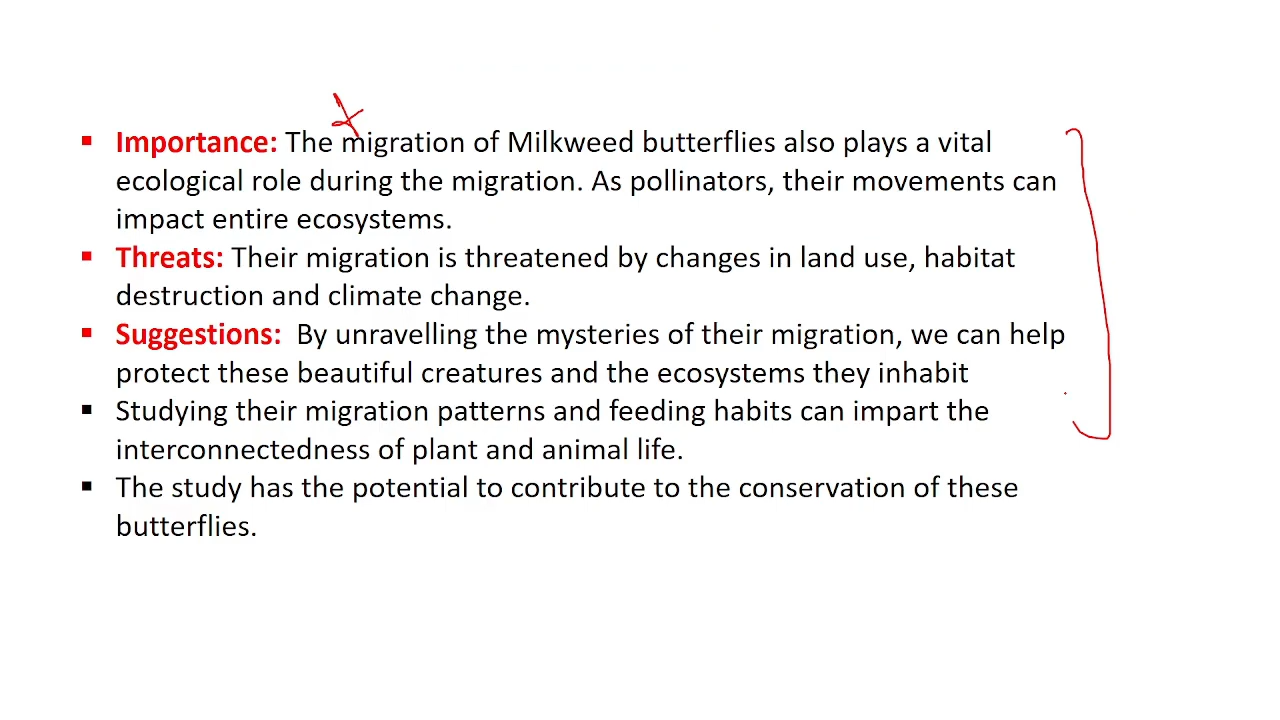 ▪ Importance: The migration of Milkweed butterflies also plays a vital
ecological role during the migration. As pollinators, their movements can
impact entire ecosystems.
▪ Threats: Their migration is threatened by changes in land use, habitat
destruction and climate change.
▪ Suggestions: By unravelling the mysteries of their migration, we can help
protect these beautiful creatures and the ecosystems they inhabit
▪ Studying their migration patterns and feeding habits can impart the
interconnectedness of plant and animal life.
▪ The study has the potential to contribute to the conservation of these
butterflies.